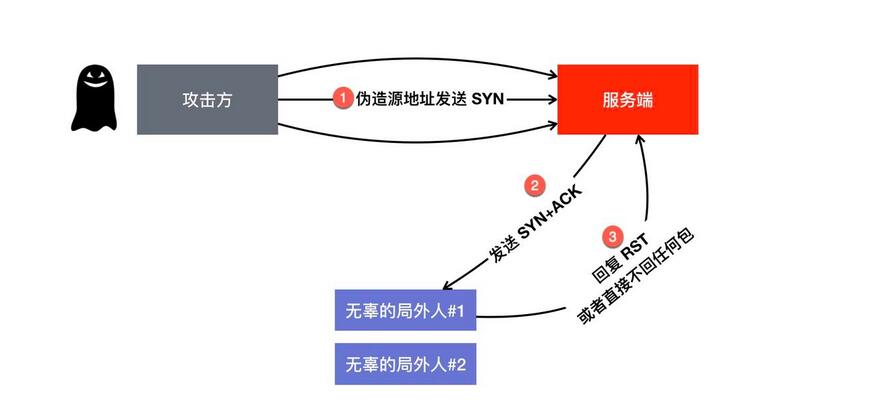 攻击方
1 伪造源地址发送 SYN
服务端
2
发送 SYN+ACK
3
回复 RST
或者直接不回任何包
无辜的局外人#1
无辜的局外人#2